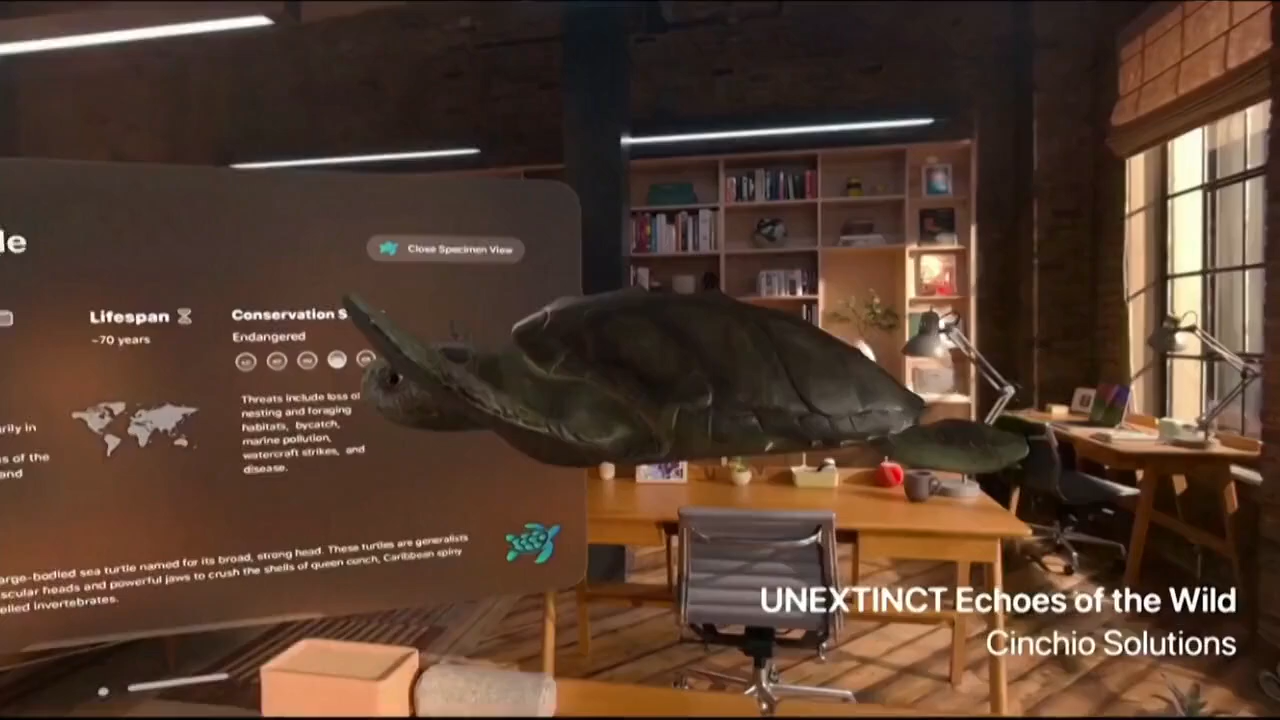 le
Close Specimen View
Lifespan
~70 years
Conservation S
Endangered
Threats include loss of
nesting and foraging
habitats, bycatch,
marine pollution,
watercraft strikes, and
disease.
arily in
s of the
and
arge-bodied sea turtle named for its broad, strong head. These turtles are generalists
scular heads and powerful jaws to crush the shells of queen conch, Caribbean spiny
elled invertebrates.
UNEXTINCT Echoes of the Wild
Cinchio Solutions